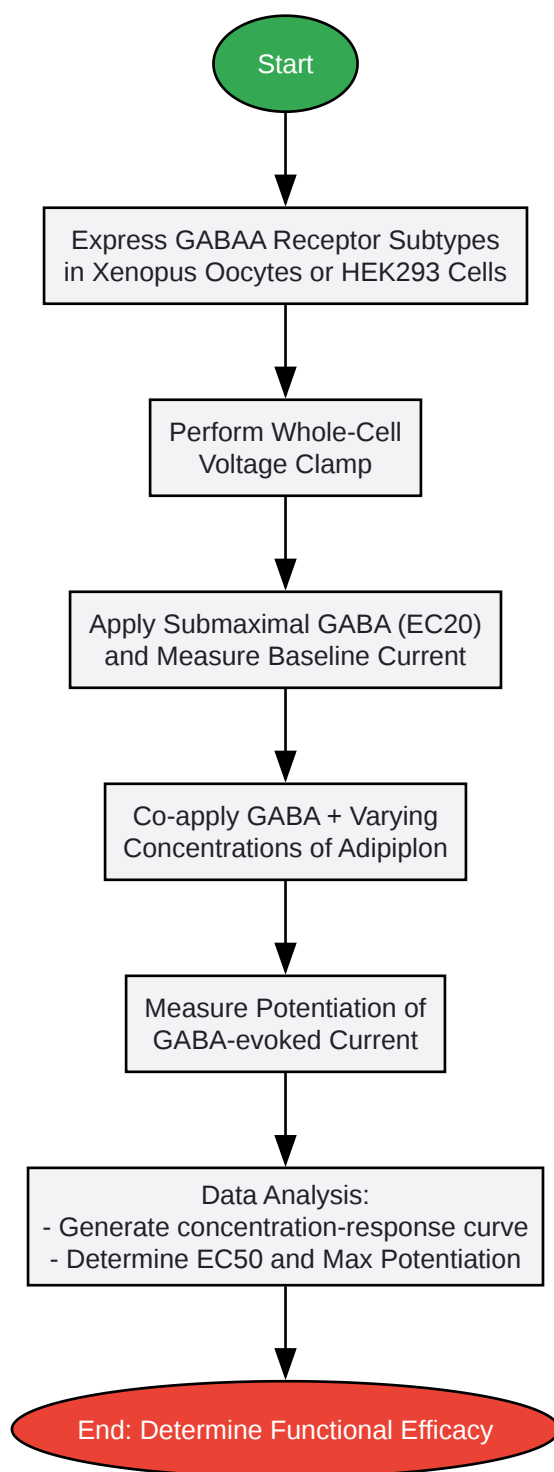 Start
Express GABAA Receptor Subtypes
in Xenopus Oocytes or HEK293 Cells
Perform Whole-Cell
Voltage Clamp
Apply Submaximal GABA (EC20)
and Measure Baseline Current
Co-apply GABA + Varying
Concentrations of Adipiplon
Measure Potentiation of
GABA-evoked Current
Data Analysis:
- Generate concentration-response curve
- Determine EC50 and Max Potentiation
End: Determine Functional Efficacy